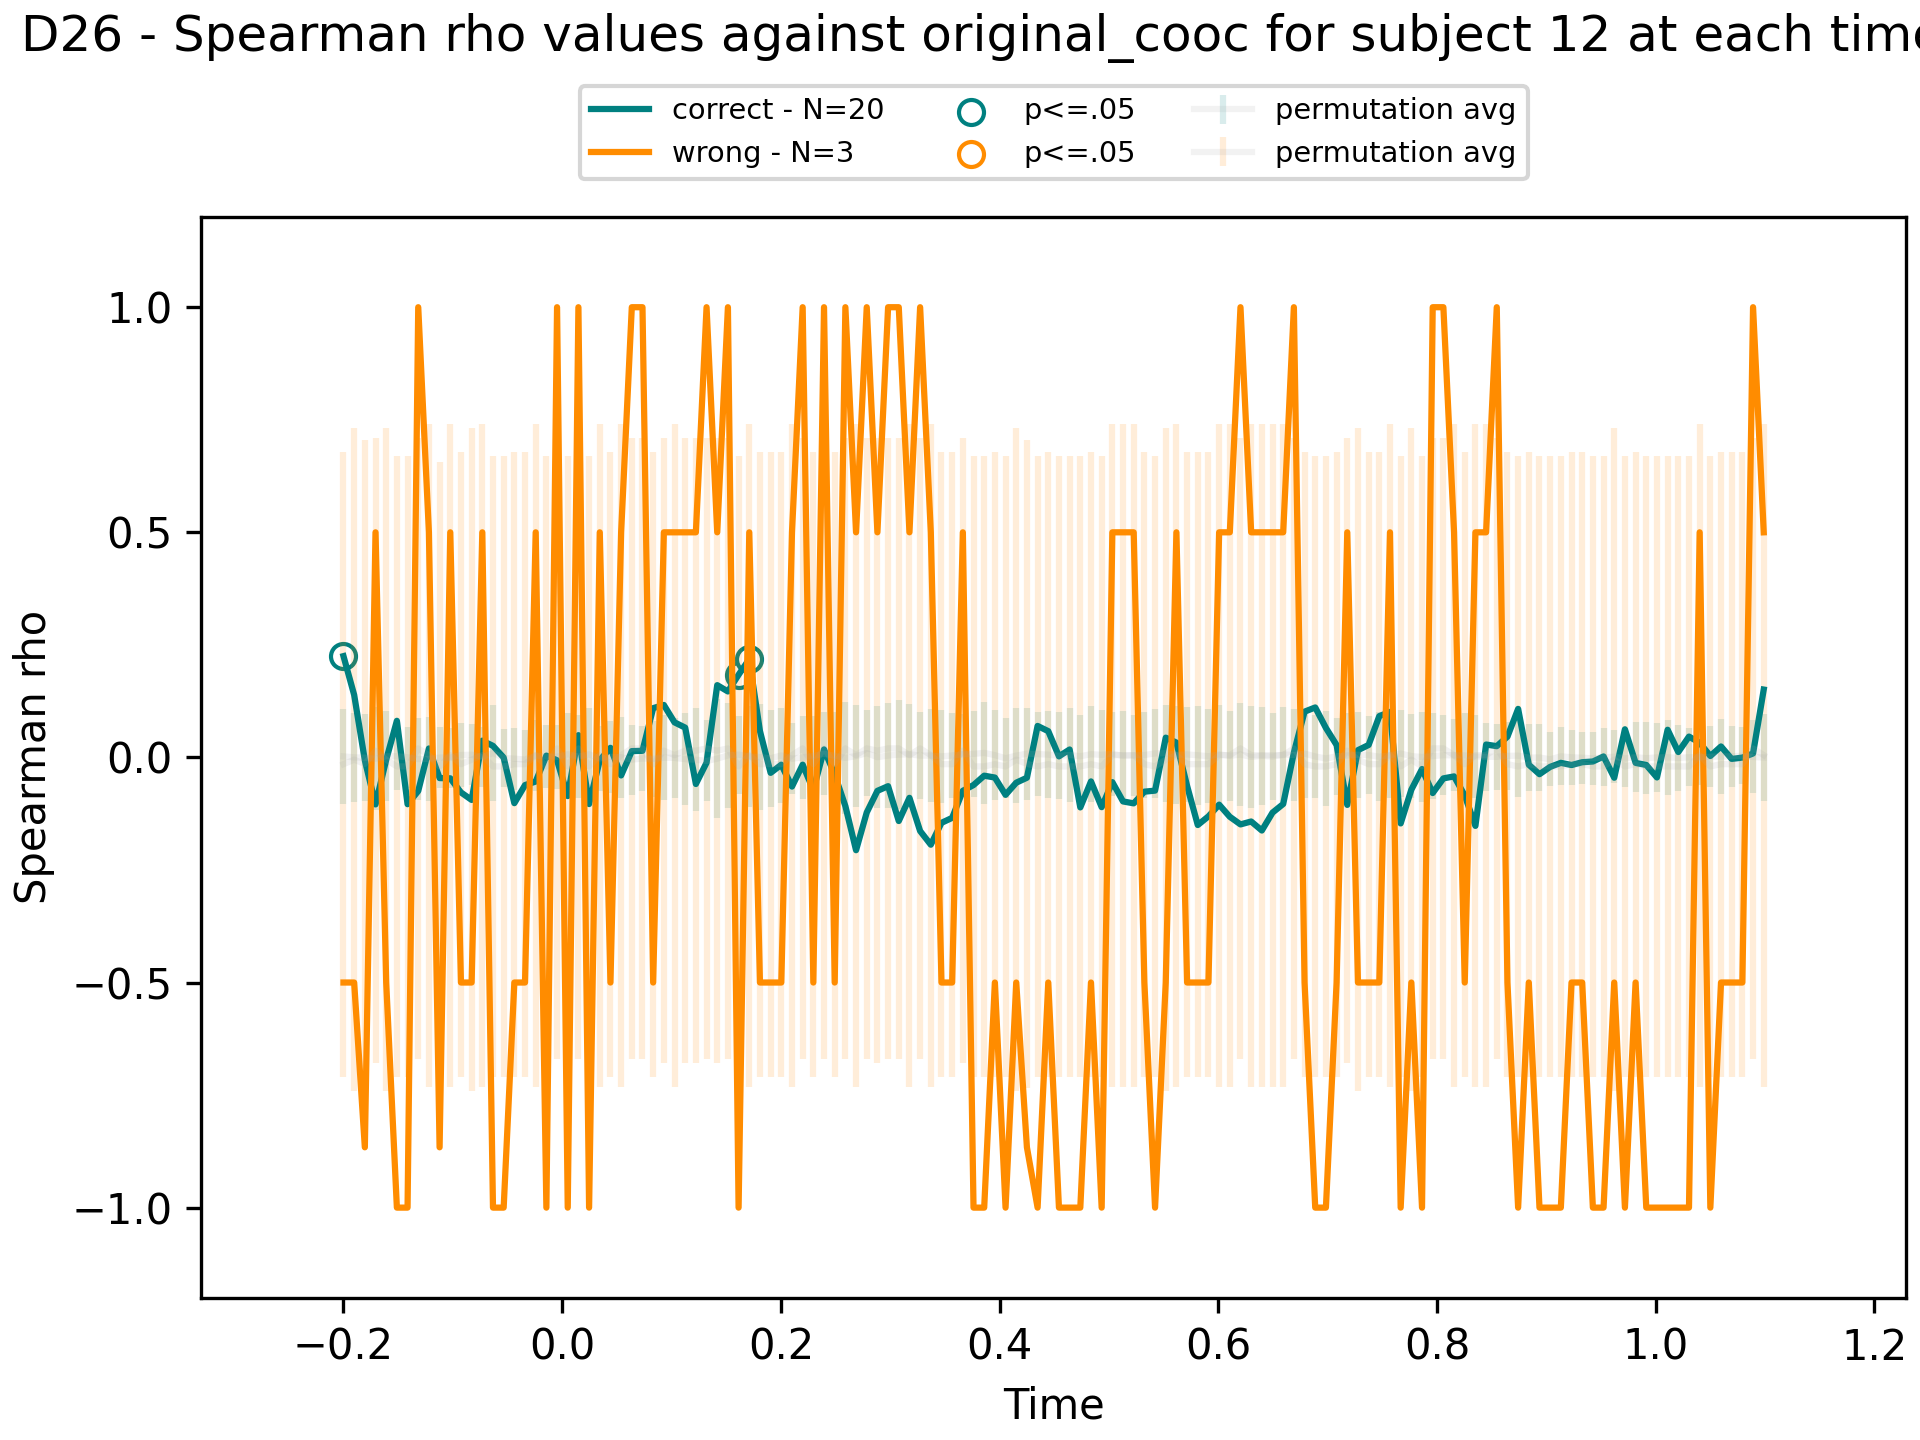 D26 - Spearman rho values against original_cooc for subject 12 at each time
correct - N=20
wrong - N=3
p<=.05
p<=.05
permutation avg
permutation avg
1.0
0.5
0.0
−0.5
−1.0
Spearman rho
−0.2
0.0
0.2
0.4
0.6
0.8
1.0
1.2
Time